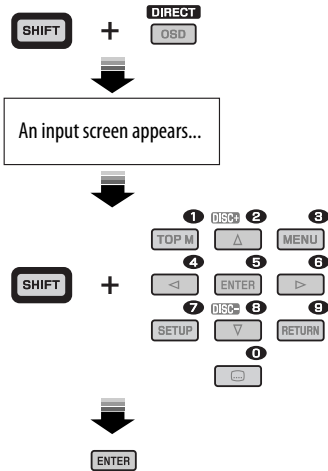 DIRECT
SHIFT + OSD
An input screen appears...
1 DISC+ 2 3
TOP M MENU
4 5 6
SHIFT + ENTER
7 DISC- 8 9
SETUP RETURN
0
ENTER